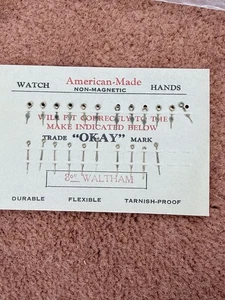 American-Made
WATCH HANDS
NON-MAGNETIC
WILL FIT CORRECTLY TO THE
MAKE INDICATED BELOW
TRADE "OKAY" MARK
WALTHAM
DURABLE FLEXIBLE TARNISH-PROOF